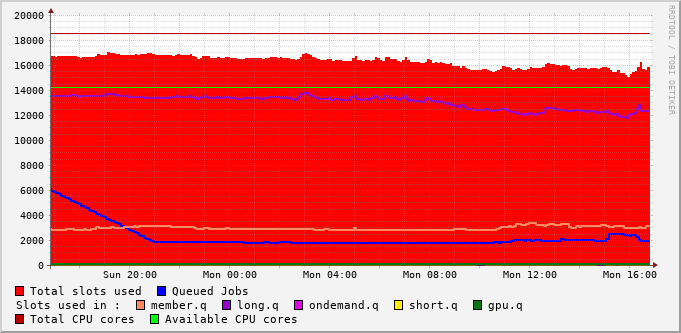 20000
18000
16000
14000
12000
10000
8000
6000
4000
2000
0
Sun 20:00 Mon 00:00 Mon 04:00 Mon 08:00 Mon 12:00 Mon 16:00
Total slots used Queued Jobs
Slots used in : member.q long.q ondemand.q short.q gpu.q
Total CPU cores Available CPU cores
RRDTOOL / TOBI OETIKER